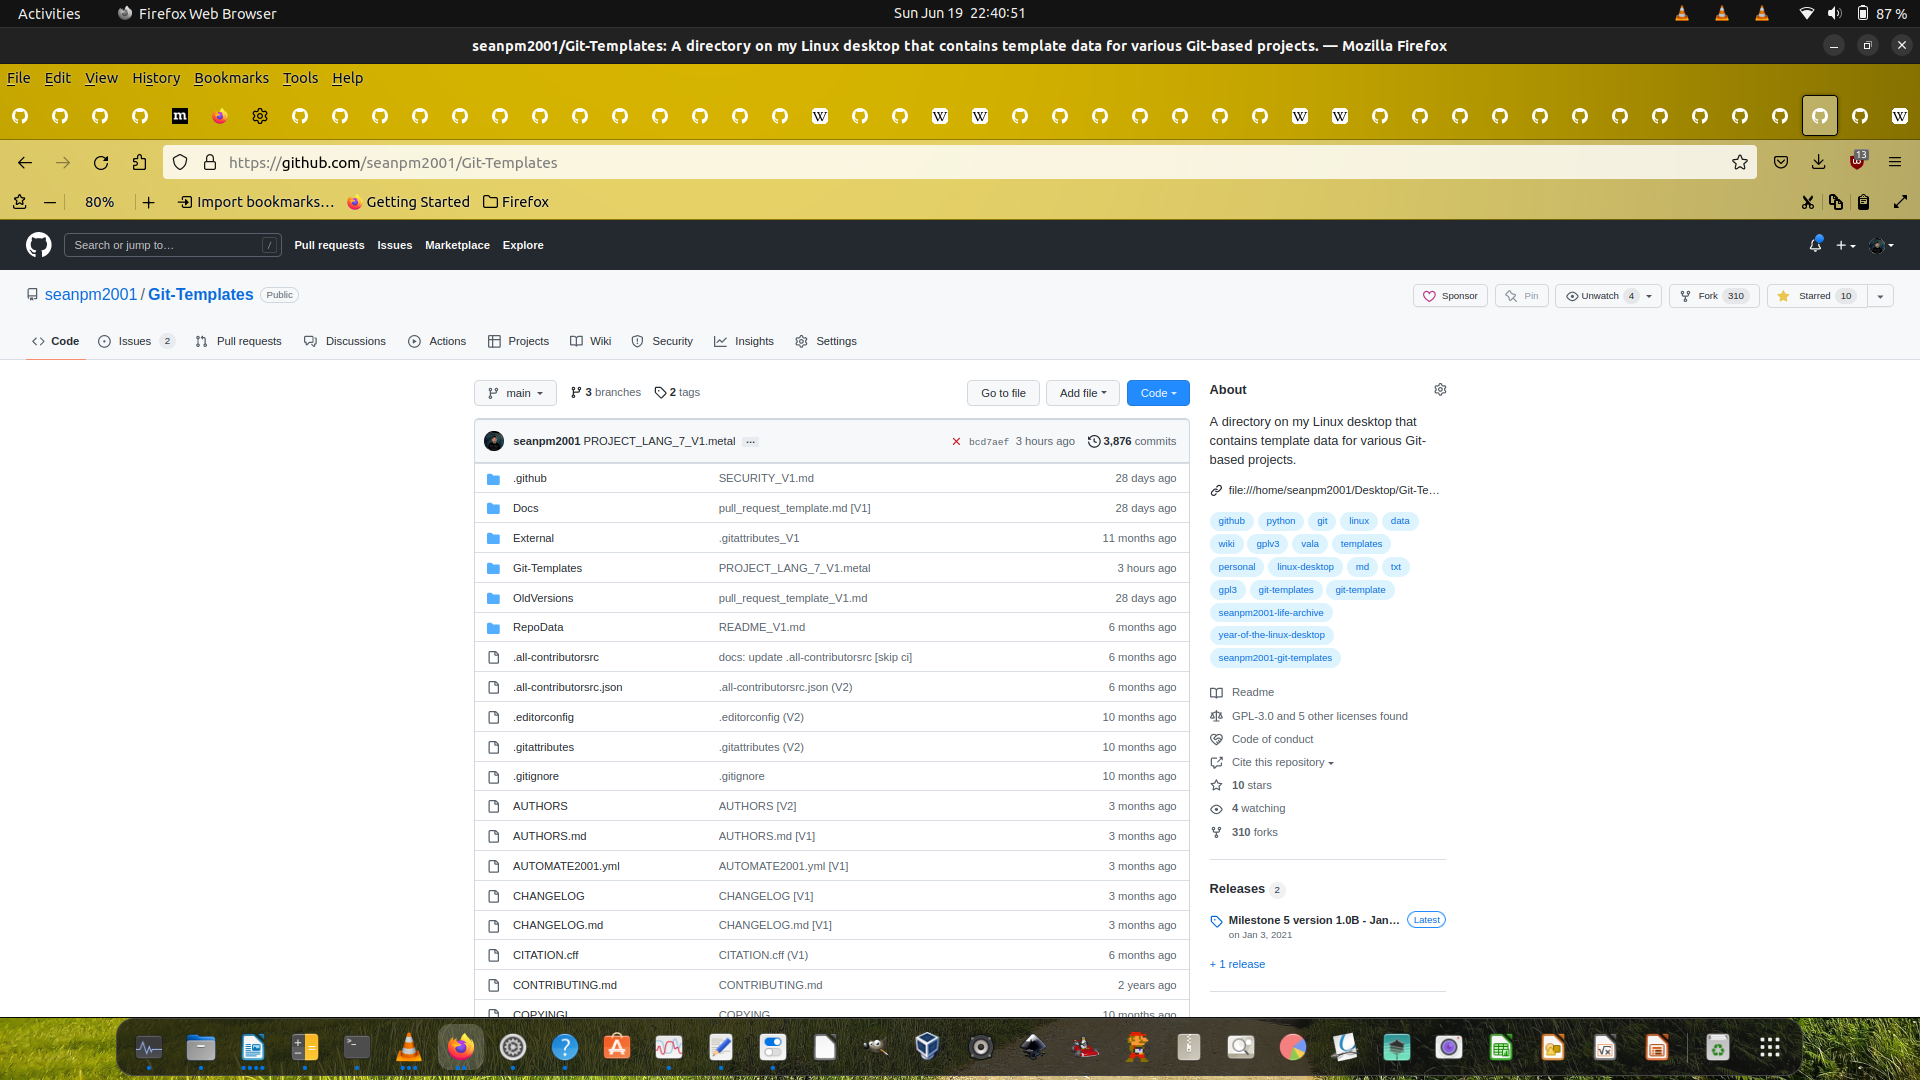 Activities
Firefox Web Browser
Sun Jun 19 22:40:51
87 %
seanpm2001/Git-Templates: A directory on my Linux desktop that contains template data for various Git-based projects. — Mozilla Firefox
File Edit View History Bookmarks Tools Help
https://github.com/seanpm2001/Git-Templates
13
80%
Import bookmarks…
Getting Started
Firefox
Search or jump to…
/
Pull requests
Issues
Marketplace
Explore
seanpm2001 / Git-Templates
Public
Sponsor
Pin
Unwatch 4
Fork 310
Starred 10
Code
Issues 2
Pull requests
Discussions
Actions
Projects
Wiki
Security
Insights
Settings
main
3 branches
2 tags
Go to file
Add file
Code
seanpm2001 PROJECT_LANG_7_V1.metal ...
bcd7aef 3 hours ago
3,876 commits
.github SECURITY_V1.md 28 days ago
Docs pull_request_template.md [V1] 28 days ago
External .gitattributes_V1 11 months ago
Git-Templates PROJECT_LANG_7_V1.metal 3 hours ago
OldVersions pull_request_template_V1.md 28 days ago
RepoData README_V1.md 6 months ago
.all-contributorsrc docs: update .all-contributorsrc [skip ci] 6 months ago
.all-contributorsrc.json .all-contributorsrc.json (V2) 6 months ago
.editorconfig .editorconfig (V2) 10 months ago
.gitattributes .gitattributes (V2) 10 months ago
.gitignore .gitignore 10 months ago
AUTHORS AUTHORS [V2] 3 months ago
AUTHORS.md AUTHORS.md [V1] 3 months ago
AUTOMATE2001.yml AUTOMATE2001.yml [V1] 3 months ago
CHANGELOG CHANGELOG [V1] 3 months ago
CHANGELOG.md CHANGELOG.md [V1] 3 months ago
CITATION.cff CITATION.cff (V1) 6 months ago
CONTRIBUTING.md CONTRIBUTING.md 2 years ago
COPYING 10 months ago
About
A directory on my Linux desktop that
contains template data for various Git-
based projects.
file:///home/seanpm2001/Desktop/Git-Te…
github python git linux data
wiki gplv3 vala templates
personal linux-desktop md txt
gpl3 git-templates git-template
seanpm2001-life-archive
year-of-the-linux-desktop
seanpm2001-git-templates
Readme
GPL-3.0 and 5 other licenses found
Code of conduct
Cite this repository
10 stars
4 watching
310 forks
Releases 2
Milestone 5 version 1.0B - Jan… Latest
on Jan 3, 2021
+ 1 release